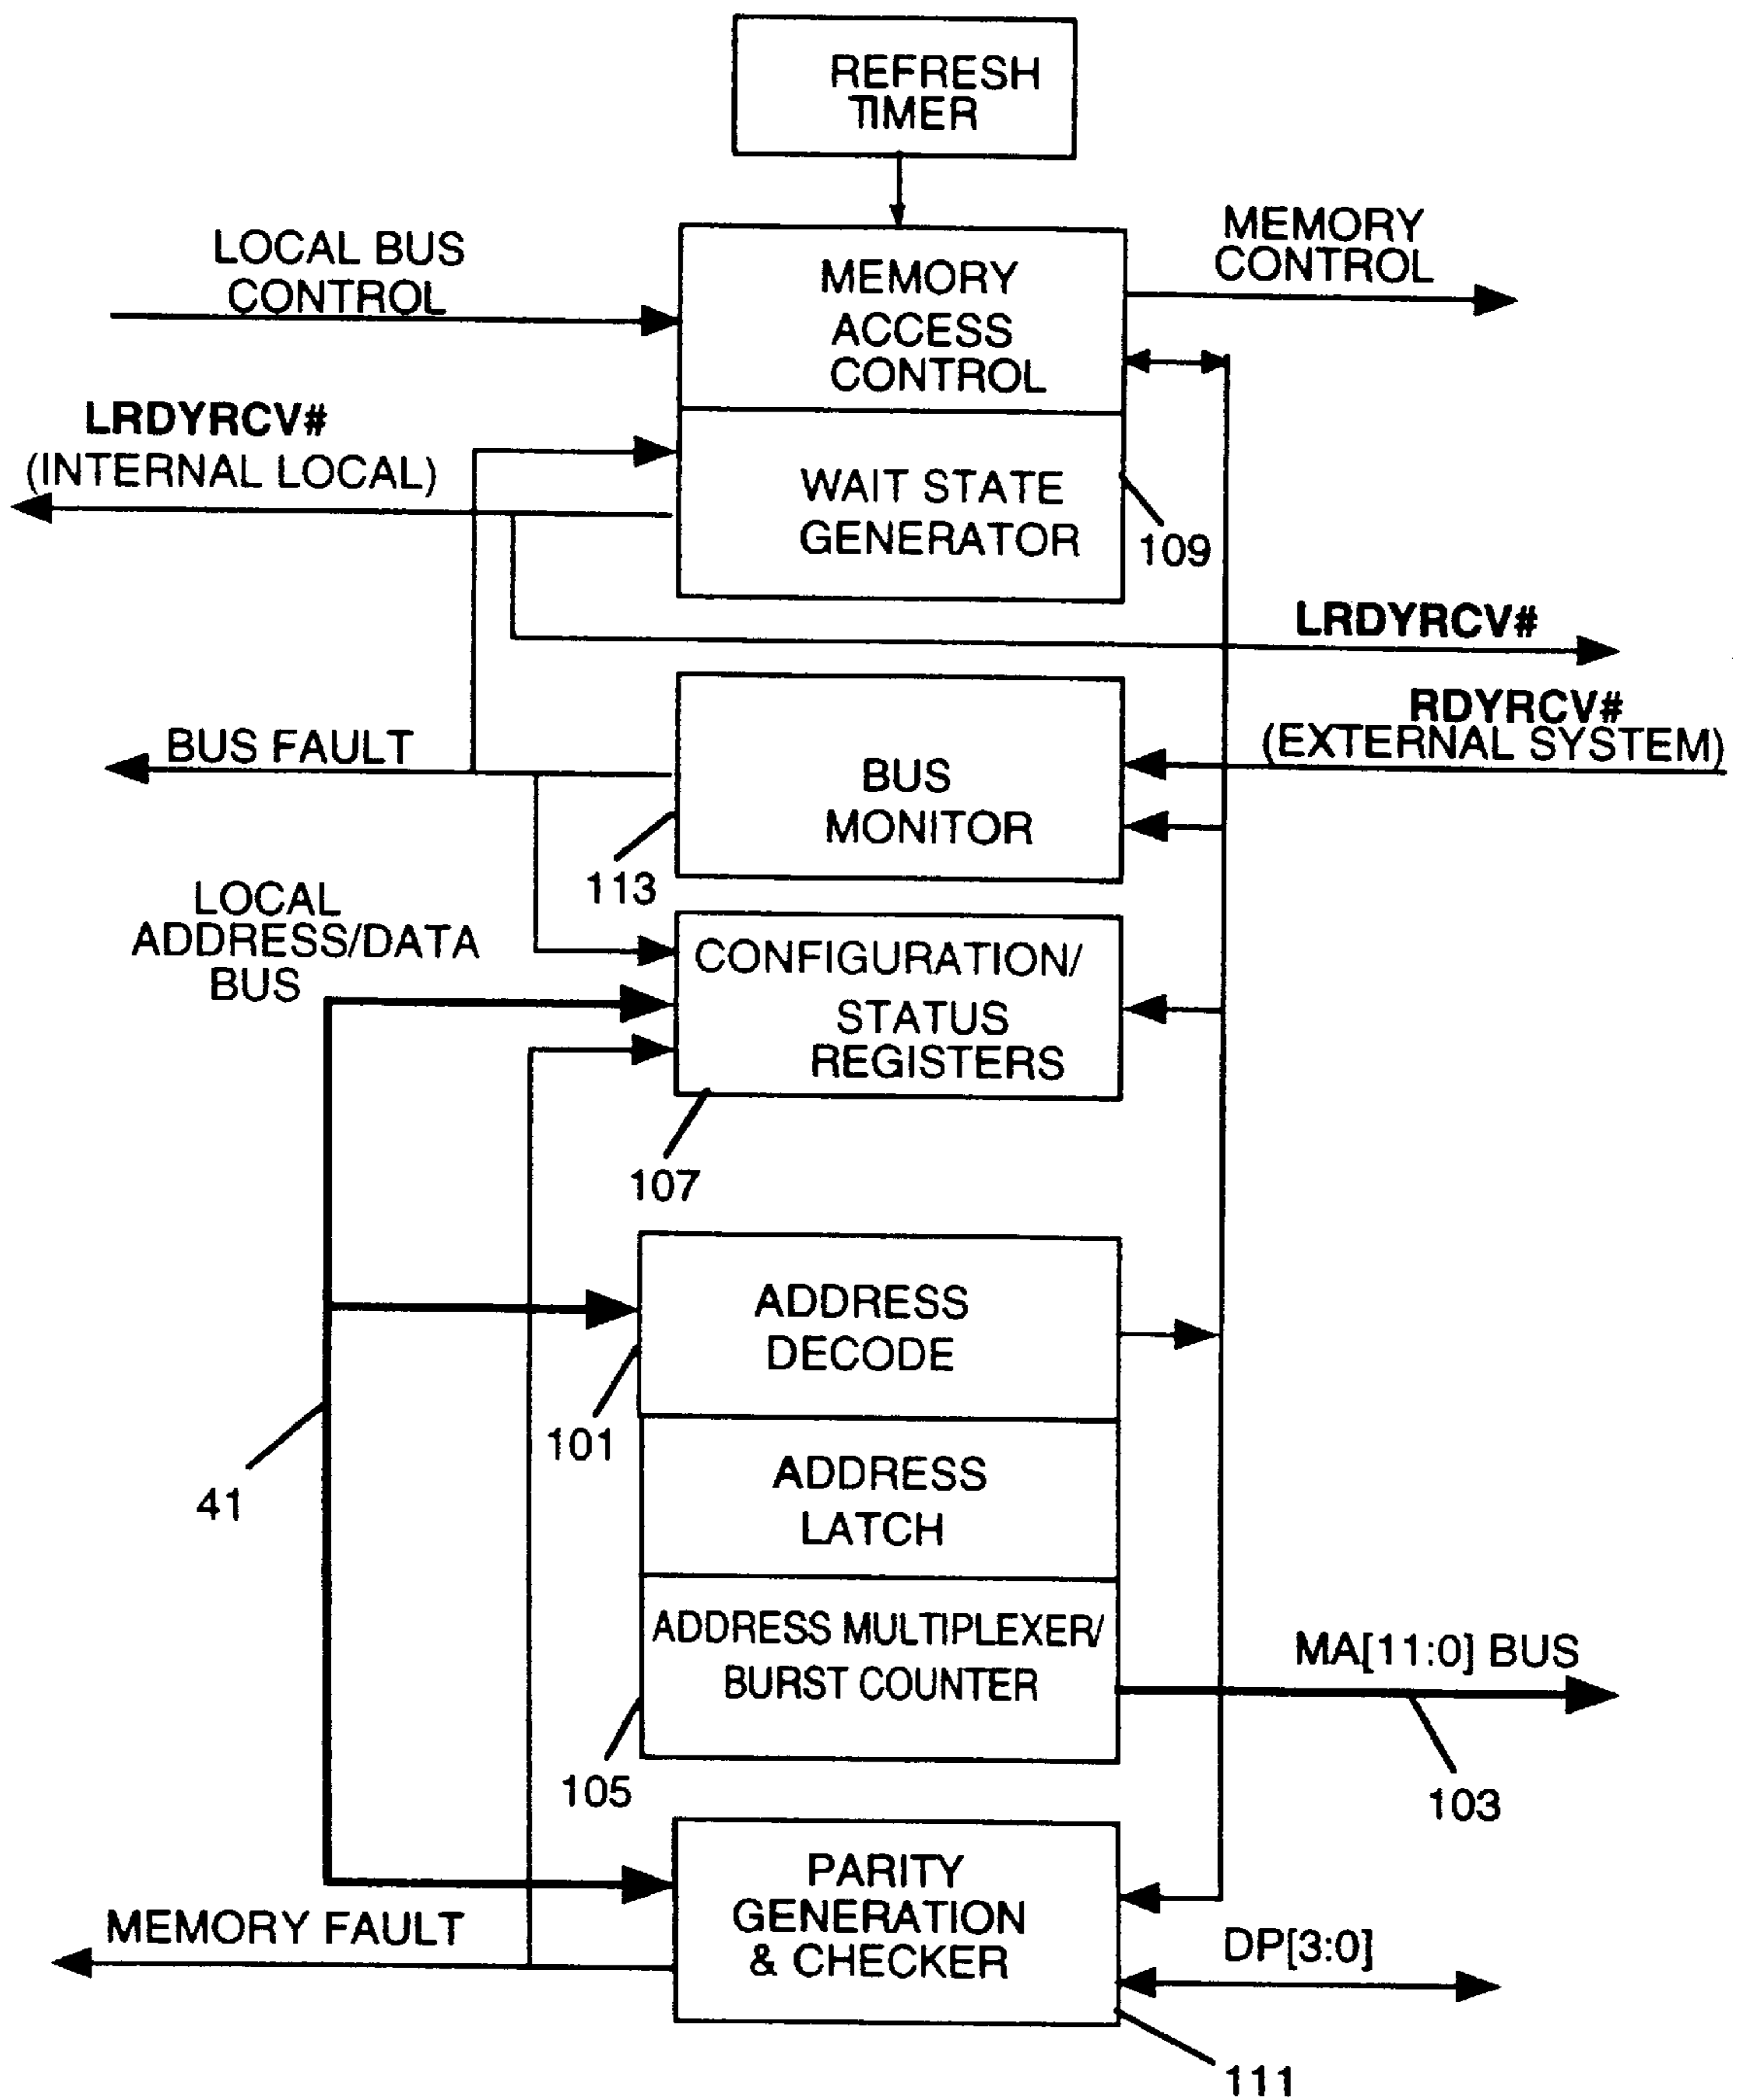 REFRESH
TIMER
LOCAL BUS
CONTROL
MEMORY
ACCESS
CONTROL
MEMORY
CONTROL
LRDYRCV#
(INTERNAL LOCAL)
WAIT STATE
GENERATOR
109
LRDYRCV#
RDYRCV#
(EXTERNAL SYSTEM)
BUS FAULT
BUS
MONITOR
113
LOCAL
ADDRESS/DATA
BUS
CONFIGURATION/
STATUS
REGISTERS
107
ADDRESS
DECODE
101
41
ADDRESS
LATCH
ADDRESS MULTIPLEXER/
BURST COUNTER
105
MA[11:0] BUS
103
PARITY
GENERATION
& CHECKER
MEMORY FAULT
DP[3:0]
111